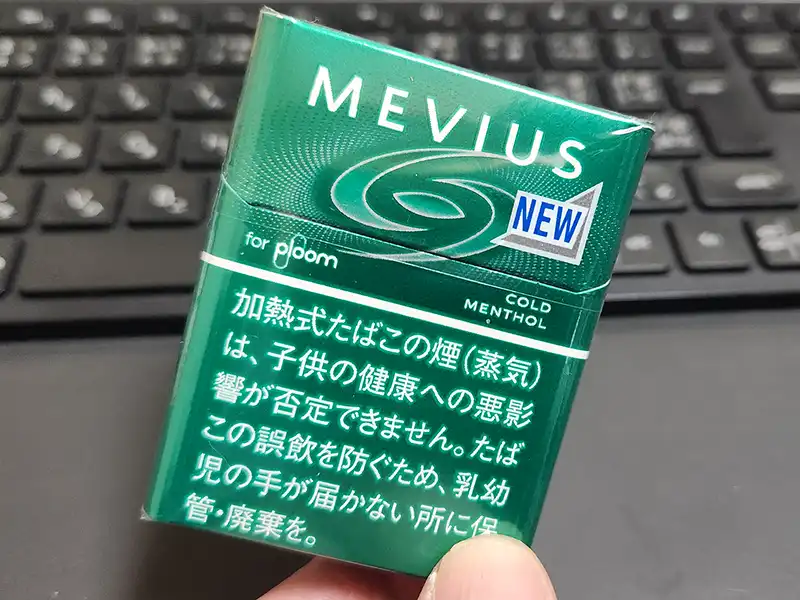 MEVIUS
NEW
for ploom
COLD
MENTHOL
加熱式たばこの煙(蒸気)
は、子供の健康への悪影
響が否定できません。たば
この誤飲を防ぐため、乳幼
児の手が届かない所に保
管・廃棄を。